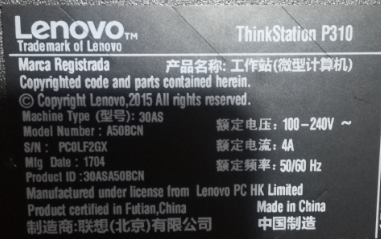 Lenovo™ ThinkStation P310
Trademark of Lenovo
Marca Registrada 产品名称: 工作站(微型计算机)
Copyrighted code and parts contained herein.
© Copyright Lenovo,2015 All rights reserved.
Machine Type (型号): 30AS
Model Number : A50BCN 额定电压: 100-240V ~
S/N: PC0LF2GX 额定电流: 4A
Mfg Date : 1704 额定频率: 50/60 Hz
Product ID :30ASA50BCN
Manufactured under license from Lenovo PC HK Limited
Product certified in Futian,China Made in China
制造商:联想(北京)有限公司 中国制造